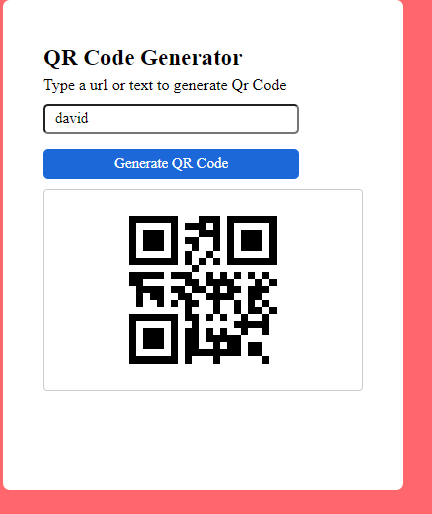 QR Code Generator
Type a url or text to generate Qr Code
david
Generate QR Code